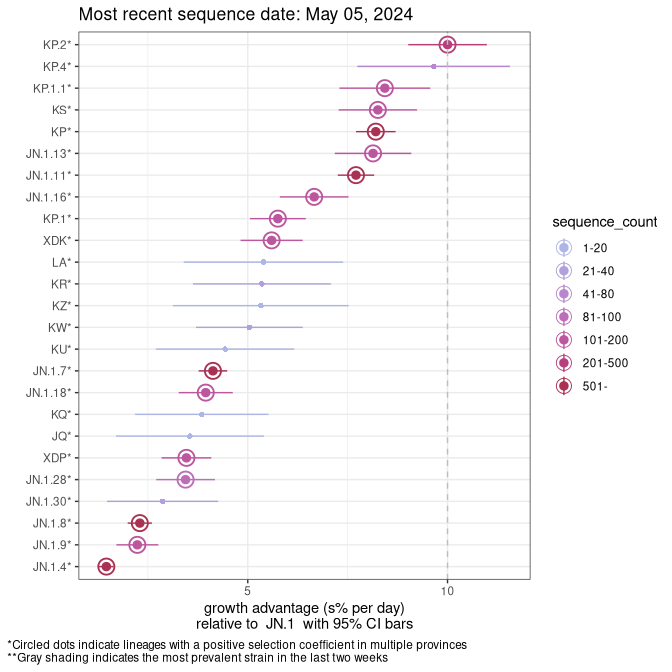 Most recent sequence date: May 05, 2024
KP.2*
KP.4*
KP.1.1*
KS*
KP*
JN.1.13*
JN.1.11*
JN.1.16*
KP.1*
XDK*
LA*
KR*
KZ*
KW*
KU*
JN.1.7*
JN.1.18*
KQ*
JQ*
XDP*
JN.1.28*
JN.1.30*
JN.1.8*
JN.1.9*
JN.1.4*
5
10
growth advantage (s% per day)
relative to JN.1 with 95% CI bars
sequence_count
1-20
21-40
41-80
81-100
101-200
201-500
501-
*Circled dots indicate lineages with a positive selection coefficient in multiple provinces
**Gray shading indicates the most prevalent strain in the last two weeks